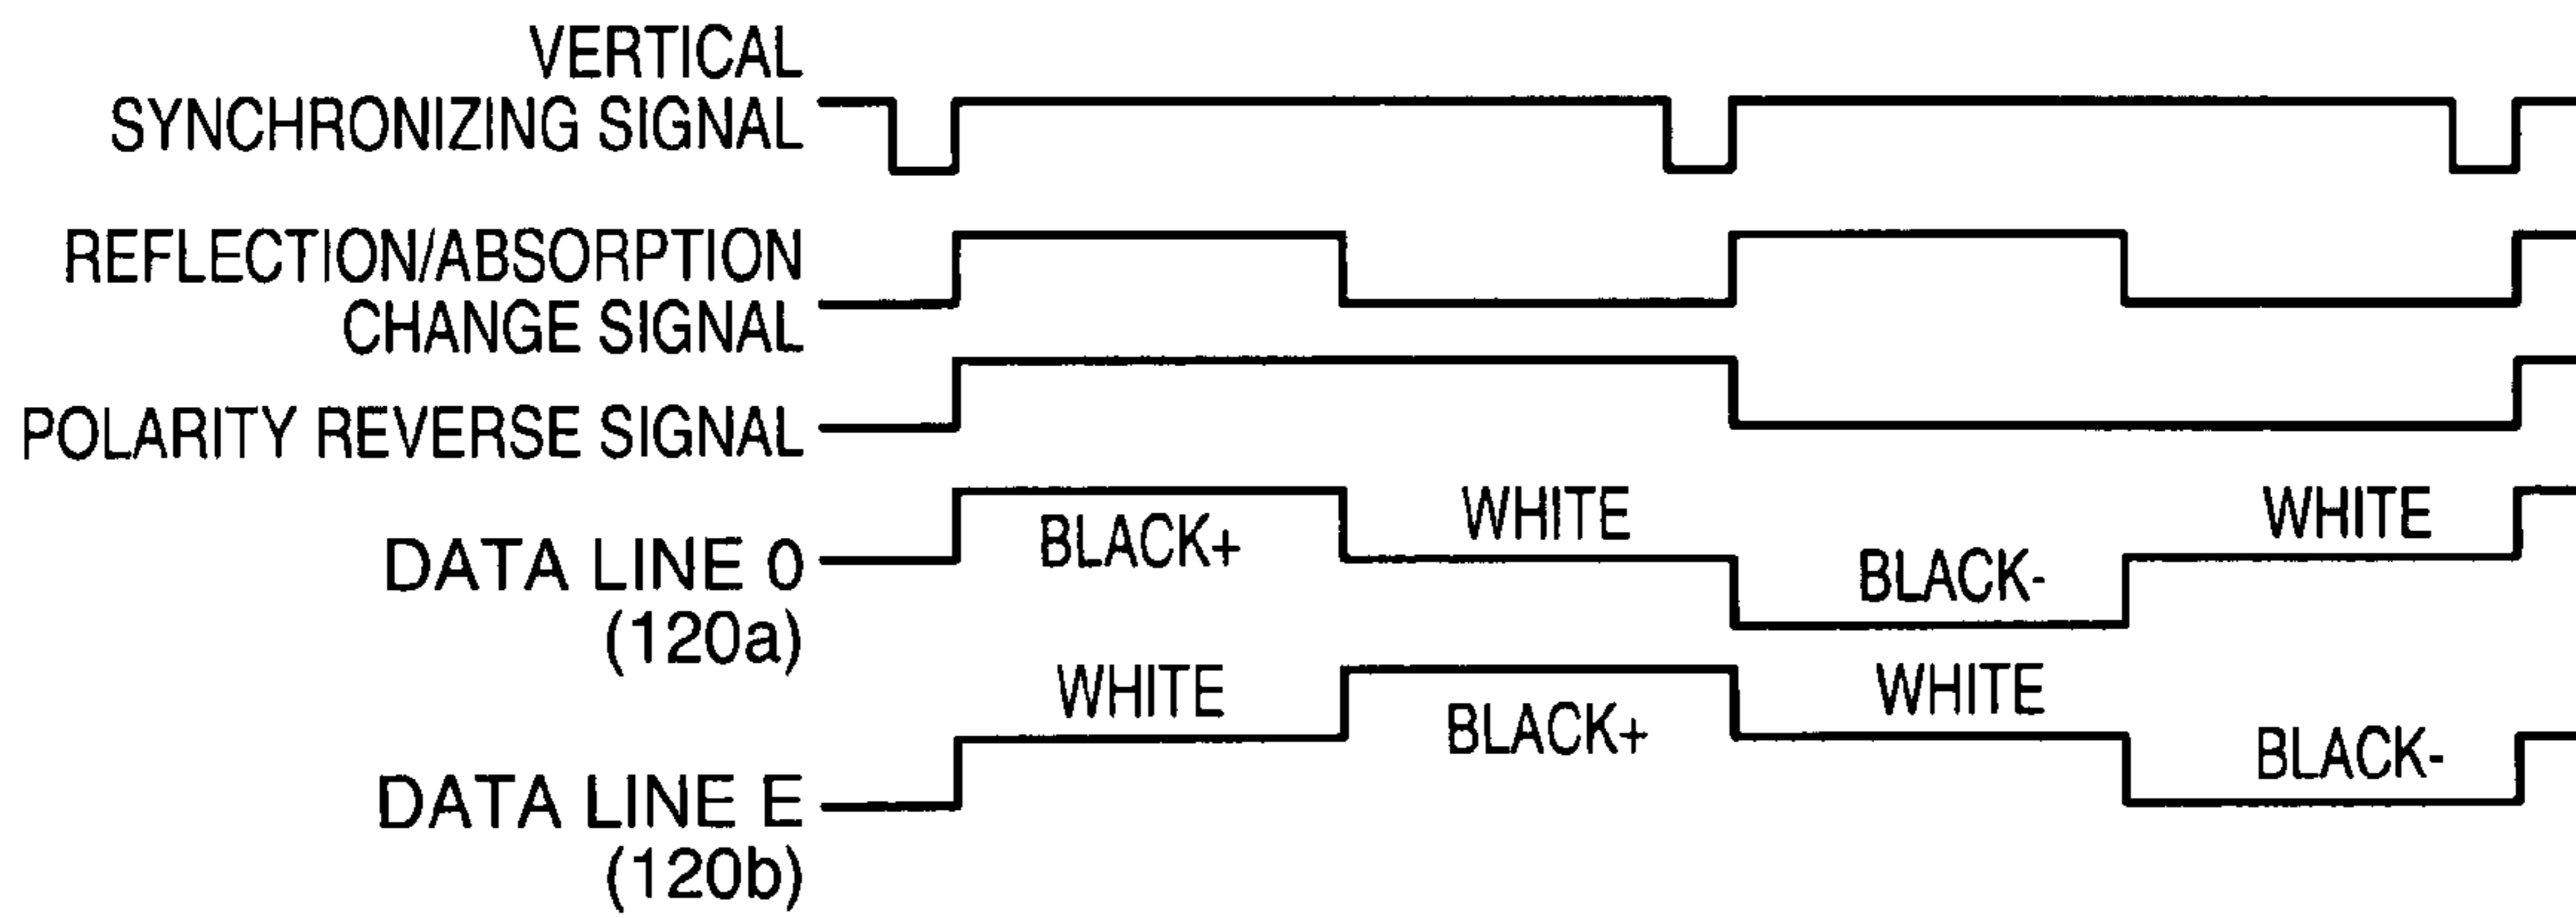 VERTICAL
SYNCHRONIZING SIGNAL
REFLECTION/ABSORPTION
CHANGE SIGNAL
POLARITY REVERSE SIGNAL
DATA LINE O
(120a)
BLACK+
WHITE
BLACK-
WHITE
DATA LINE E
(120b)
WHITE
BLACK+
WHITE
BLACK-